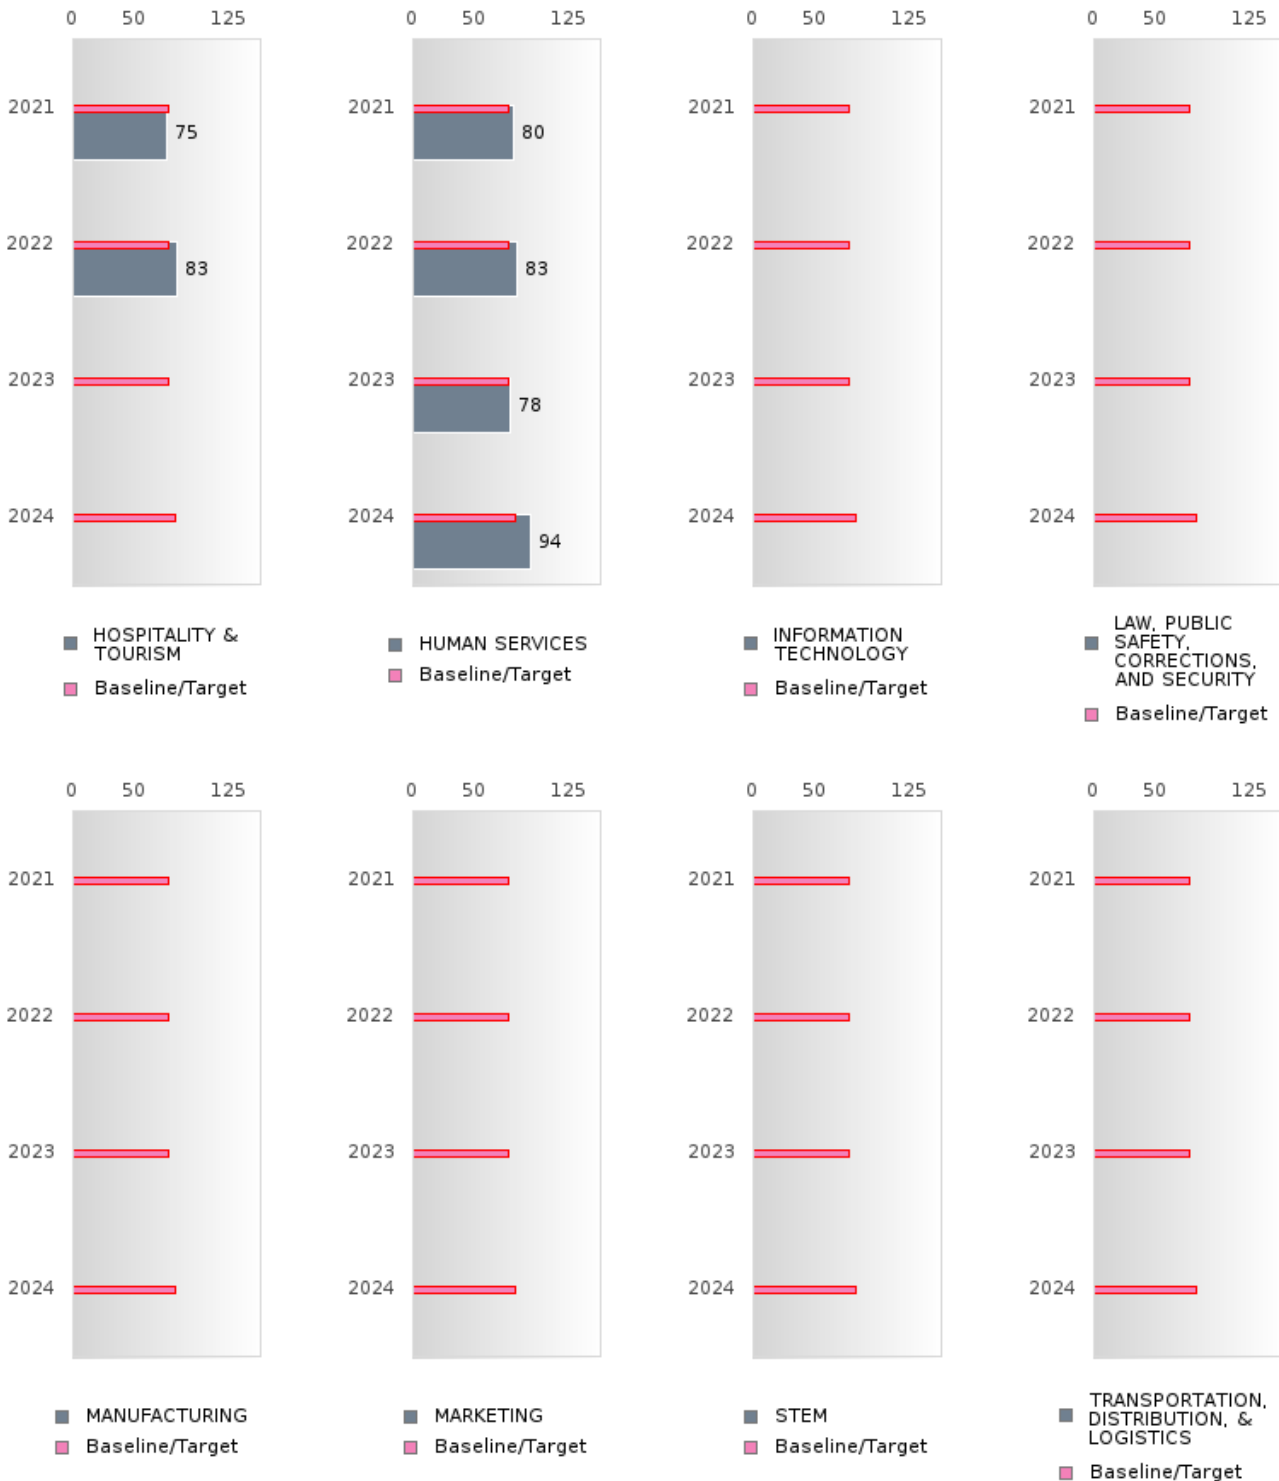 0 50 125 0 50 125 0 50 125 0 50 125
2021 75 2021 80 2021 2021
2022 83 2022 83 2022 2022
2023 2023 78 2023 2023
2024 2024 94 2024 2024
HOSPITALITY &
TOURISM
Baseline/Target
HUMAN SERVICES
Baseline/Target
INFORMATION
TECHNOLOGY
Baseline/Target
LAW, PUBLIC
SAFETY,
CORRECTIONS,
AND SECURITY
Baseline/Target
0 50 125 0 50 125 0 50 125 0 50 125
2021 2021 2021 2021
2022 2022 2022 2022
2023 2023 2023 2023
2024 2024 2024 2024
MANUFACTURING
Baseline/Target
MARKETING
Baseline/Target
STEM
Baseline/Target
TRANSPORTATION,
DISTRIBUTION, &
LOGISTICS
Baseline/Target